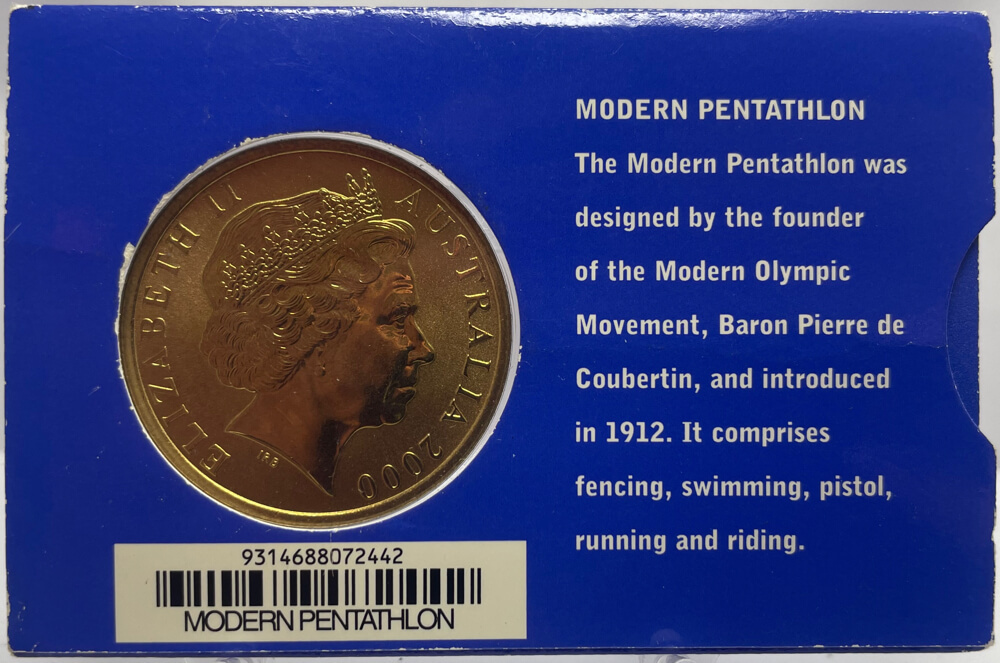 ELIZABETH II AUSTRALIA 2000
IRB
9314688072442
MODERN PENTATHLON
MODERN PENTATHLON
The Modern Pentathlon was
designed by the founder
of the Modern Olympic
Movement, Baron Pierre de
Coubertin, and introduced
in 1912. It comprises
fencing, swimming, pistol,
running and riding.